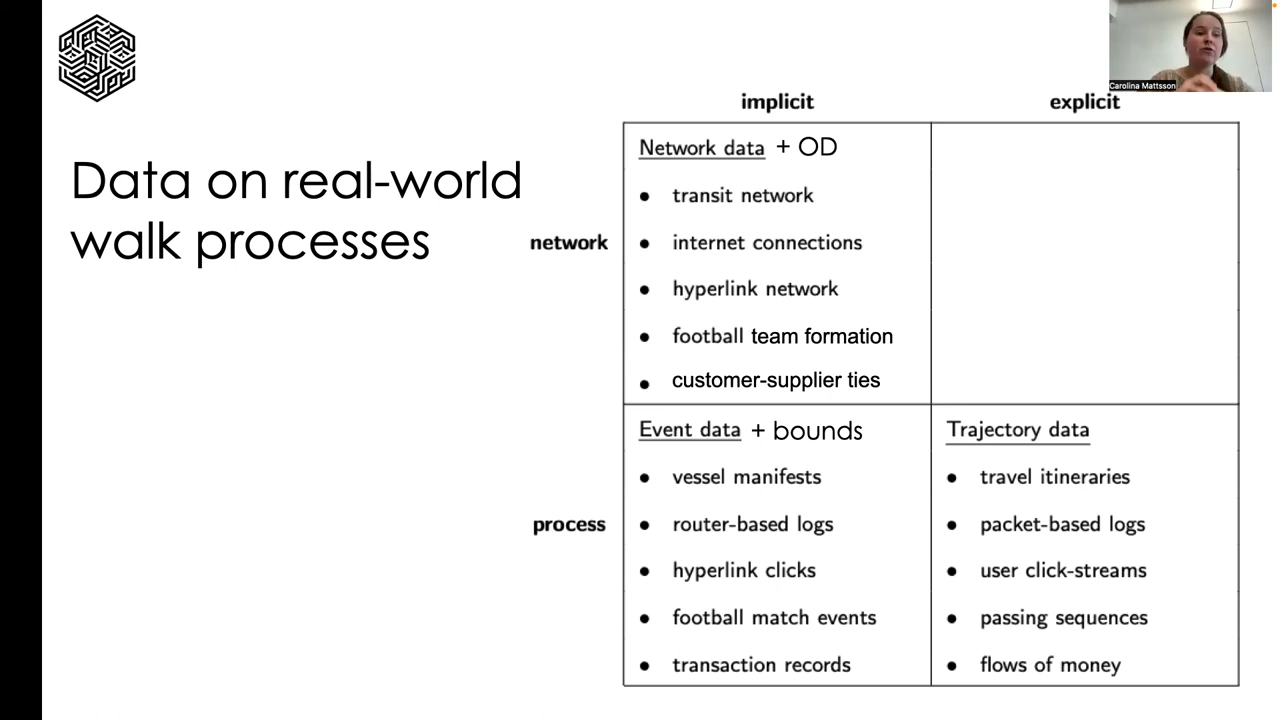 Carolina Mattsson
implicit
explicit
Data on real-world
walk processes
network
Network data + OD
• transit network
• internet connections
• hyperlink network
• football team formation
• customer-supplier ties
process
Event data + bounds
• vessel manifests
• router-based logs
• hyperlink clicks
• football match events
• transaction records
Trajectory data
• travel itineraries
• packet-based logs
• user click-streams
• passing sequences
• flows of money